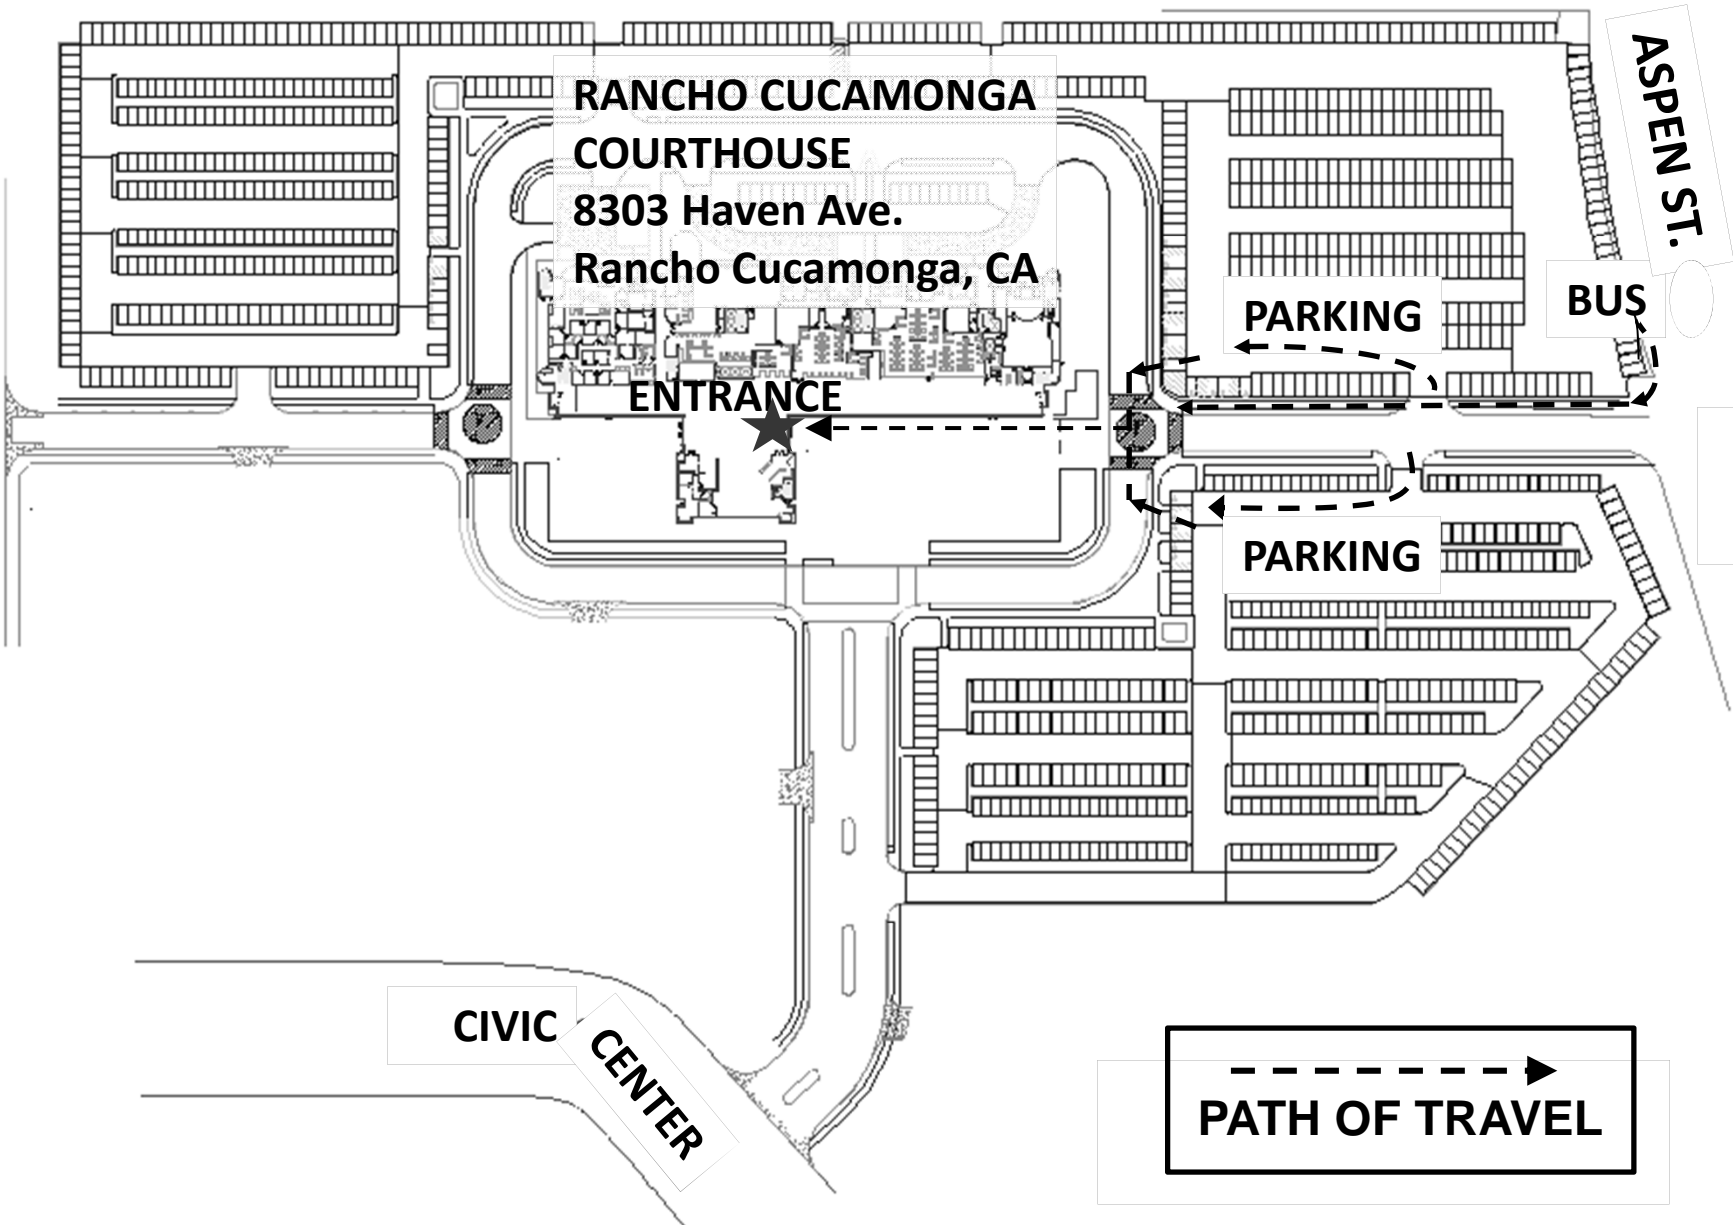 RANCHO CUCAMONGA
COURTHOUSE
8303 Haven Ave.
Rancho Cucamonga, CA
ASPEN ST.
BUS
PARKING
ENTRANCE
PARKING
CIVIC
CENTER
PATH OF TRAVEL